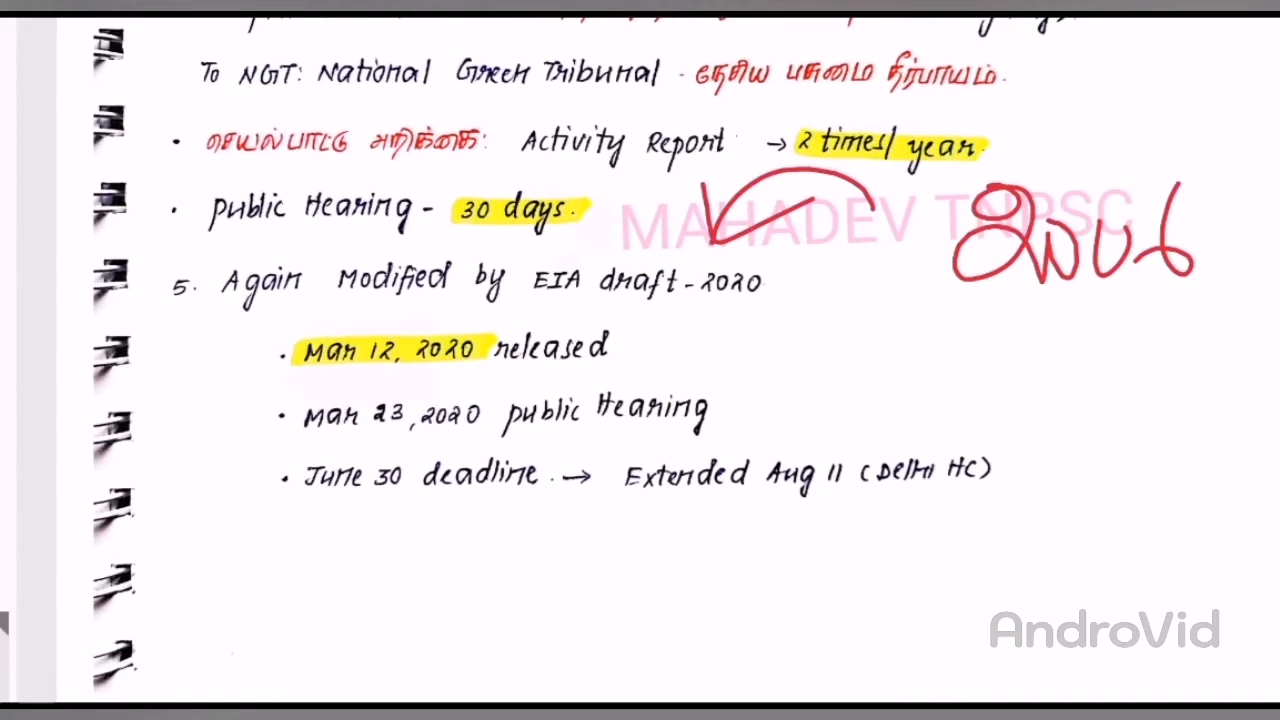 To NGT: National Green Tribunal - தேசிய பசுமை தீர்பாயம்.
• செயல்பாட்டு அறிக்கை: Activity Report → 2 times/ year.
• Public Hearing - 30 days.
MAHADEV TNPSC
5. Again Modified by EIA draft - 2020
• Mar 12, 2020 released
• Mar 23, 2020 public Hearing
• June 30 deadline. → Extended Aug 11 (Delhi HC)
AndroVid